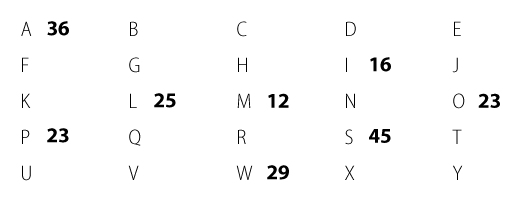 A 36 B C D E
F G H I 16 J
K L 25 M 12 N O 23
P 23 Q R S 45 T
U V W 29 X Y